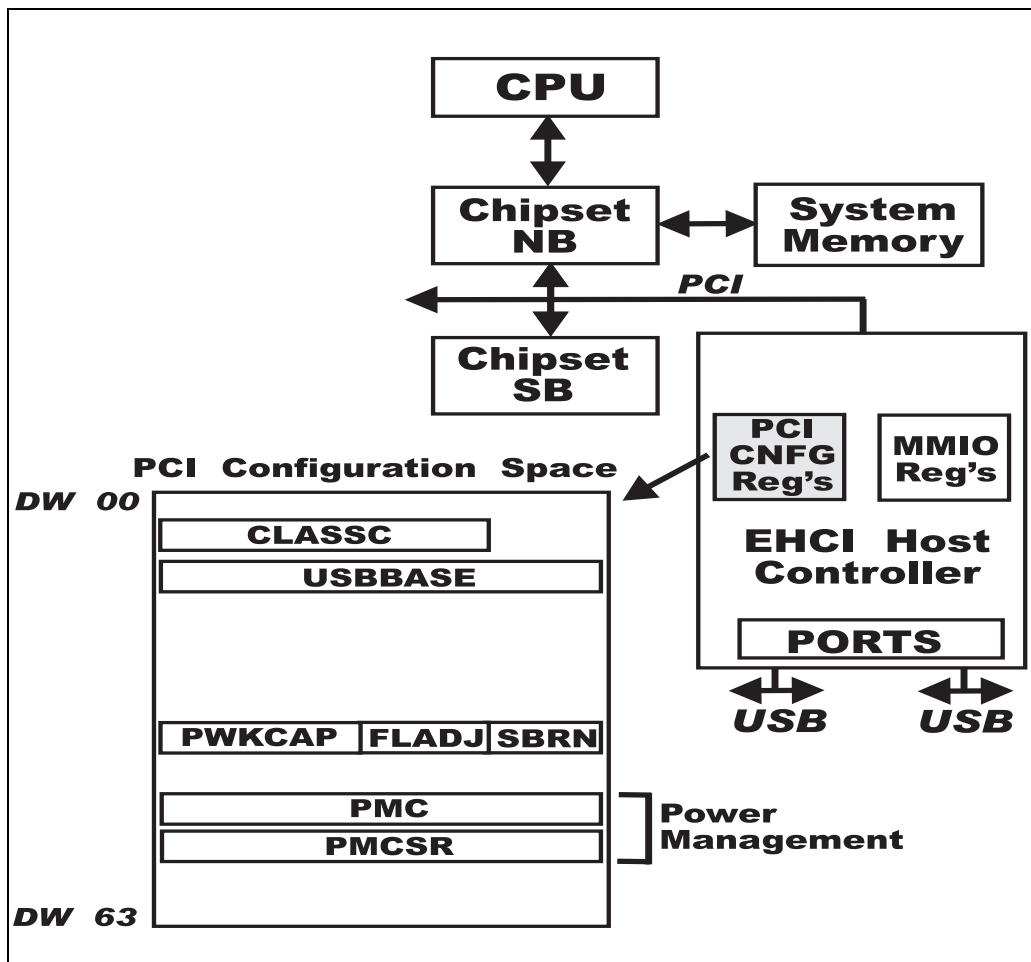 CPU
Chipset
NB
System
Memory
PCI
Chipset
SB
PCI
CNFG
Reg's
MMIO
Reg's
EHCI Host
Controller
PORTS
USB
USB
PCI Configuration Space
DW 00
CLASSC
USBBASE
PWKCAP
FLADJ
SBRN
PMC
PMCSR
Power
Management
DW 63